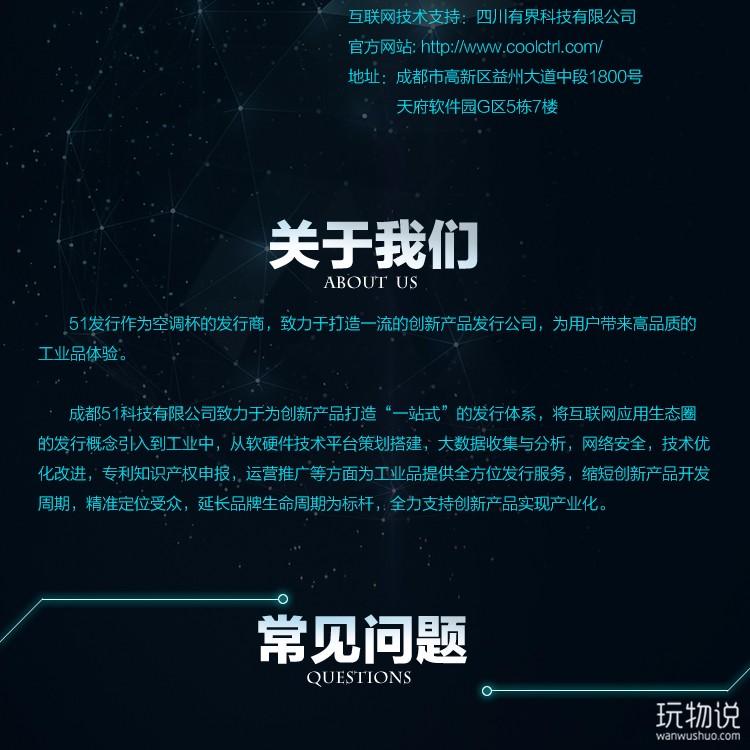 互联网技术支持：四川有界科技有限公司
官方网站: http://www.coolctrl.com/
地址：成都市高新区益州大道中段1800号
天府软件园G区5栋7楼
关于我们
ABOUT US
51发行作为空调杯的发行商，致力于打造一流的创新产品发行公司，为用户带来高品质的
工业品体验。
成都51科技有限公司致力于为创新产品打造“一站式”的发行体系，将互联网应用生态圈
的发行概念引入到工业中，从软硬件技术平台策划搭建，大数据收集与分析，网络安全，技术优
化改进，专利知识产权申报，运营推广等方面为工业品提供全方位发行服务，缩短创新产品开发
周期，精准定位受众，延长品牌生命周期为标杆，全力支持创新产品实现产业化。
常见问题
QUESTIONS
玩物说
wanwushuo.com